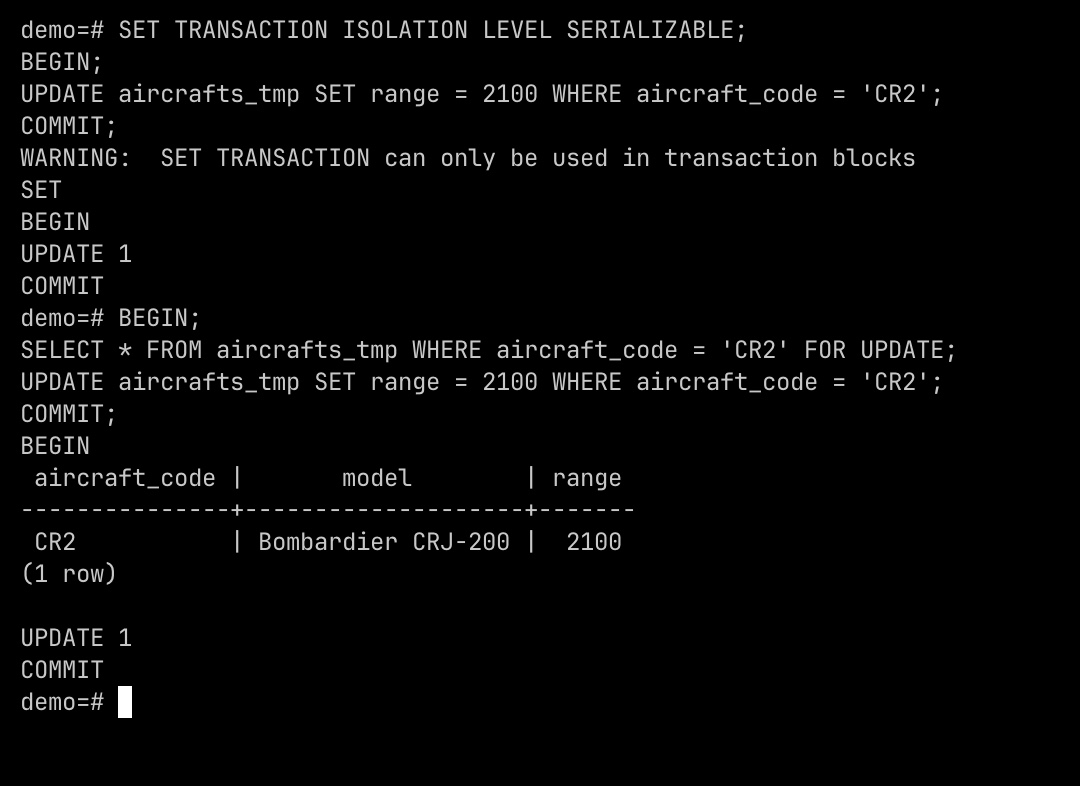 demo=# SET TRANSACTION ISOLATION LEVEL SERIALIZABLE;
BEGIN;
UPDATE aircrafts_tmp SET range = 2100 WHERE aircraft_code = 'CR2';
COMMIT;
WARNING:  SET TRANSACTION can only be used in transaction blocks
SET
BEGIN
UPDATE 1
COMMIT
demo=# BEGIN;
SELECT * FROM aircrafts_tmp WHERE aircraft_code = 'CR2' FOR UPDATE;
UPDATE aircrafts_tmp SET range = 2100 WHERE aircraft_code = 'CR2';
COMMIT;
BEGIN
 aircraft_code |       model        | range
---------------+--------------------+-------
 CR2           | Bombardier CRJ-200 |  2100
(1 row)

UPDATE 1
COMMIT
demo=#